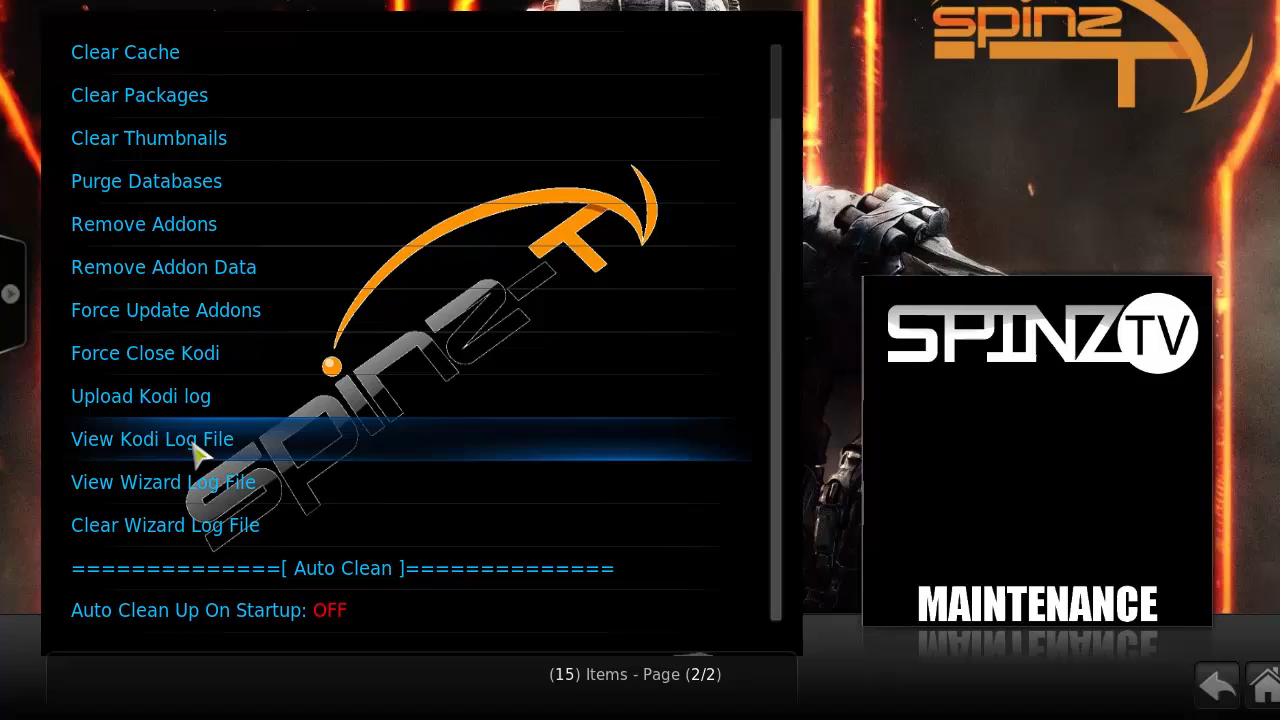 spinz
T
Clear Cache
Clear Packages
Clear Thumbnails
Purge Databases
Remove Addons
Remove Addon Data
Force Update Addons
Force Close Kodi
Upload Kodi log
View Kodi Log File
View Wizard Log File
Clear Wizard Log File
==============[ Auto Clean ]==============
Auto Clean Up On Startup: OFF
spinz T
SPINZ TV
MAINTENANCE
(15) Items - Page (2/2)